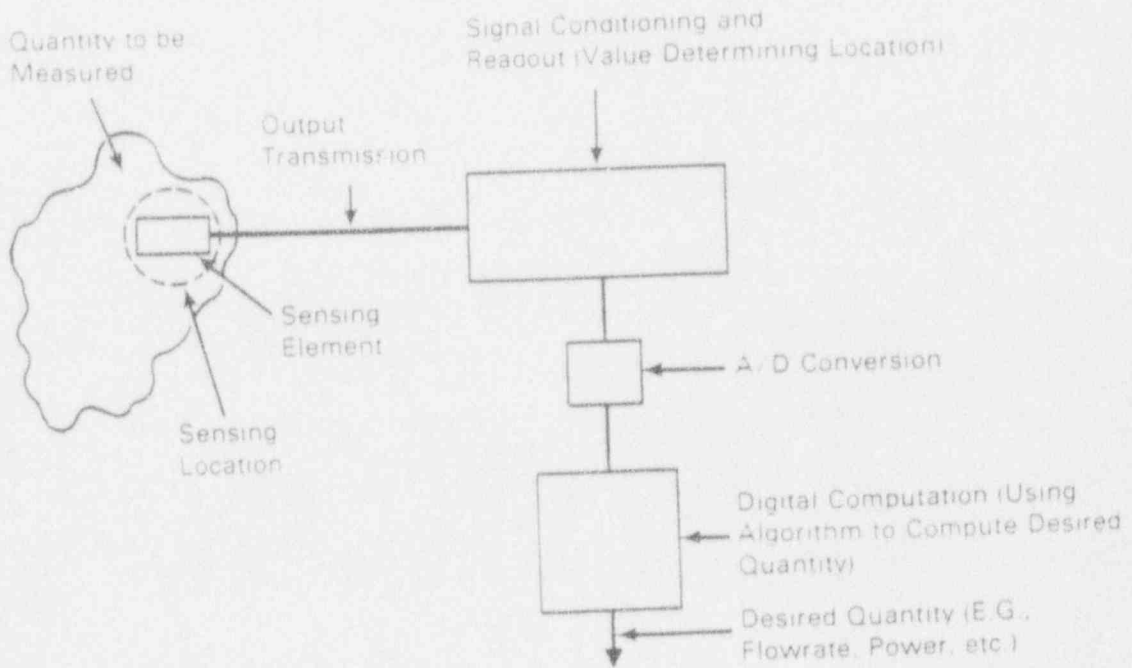 Quantity to be
Measured
Signal Conditioning and
Readout (Value Determining Location)
Output
Transmission
Sensing
Element
Sensing
Location
A/D Conversion
Digital Computation (Using
Algorithm to Compute Desired
Quantity)
Desired Quantity (E.G.,
Flowrate, Power, etc.)